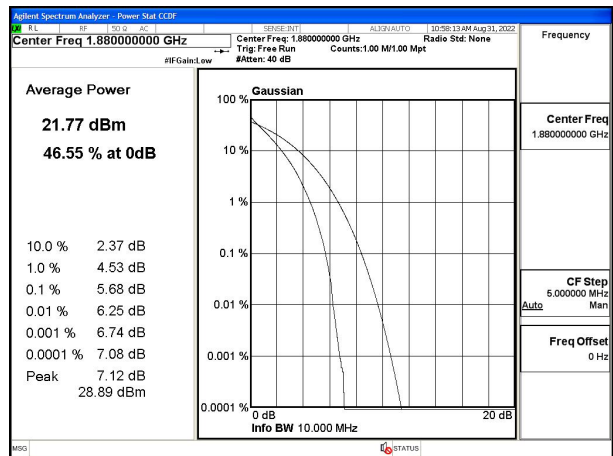 Agilent Spectrum Analyzer - Power Stat CCDF
RL RF 50 Ω AC SENSE:INT ALIGN AUTO 10:58:13 AM Aug 31, 2022
Center Freq 1.880000000 GHz
Center Freq: 1.880000000 GHz Radio Std: None
Trig: Free Run Counts:1.00 M/1.00 Mpt
#IFGain:Low #Atten: 40 dB
Frequency
Average Power
21.77 dBm
46.55 % at 0dB
10.0 % 2.37 dB
1.0 % 4.53 dB
0.1 % 5.68 dB
0.01 % 6.25 dB
0.001 % 6.74 dB
0.0001 % 7.08 dB
Peak 7.12 dB
28.89 dBm
Gaussian
100 %
10 %
1 %
0.1 %
0.01 %
0.001 %
0.0001 %
0 dB 20 dB
Info BW 10.000 MHz
Center Freq
1.880000000 GHz
CF Step
5.000000 MHz
Auto Man
Freq Offset
0 Hz
MSG STATUS